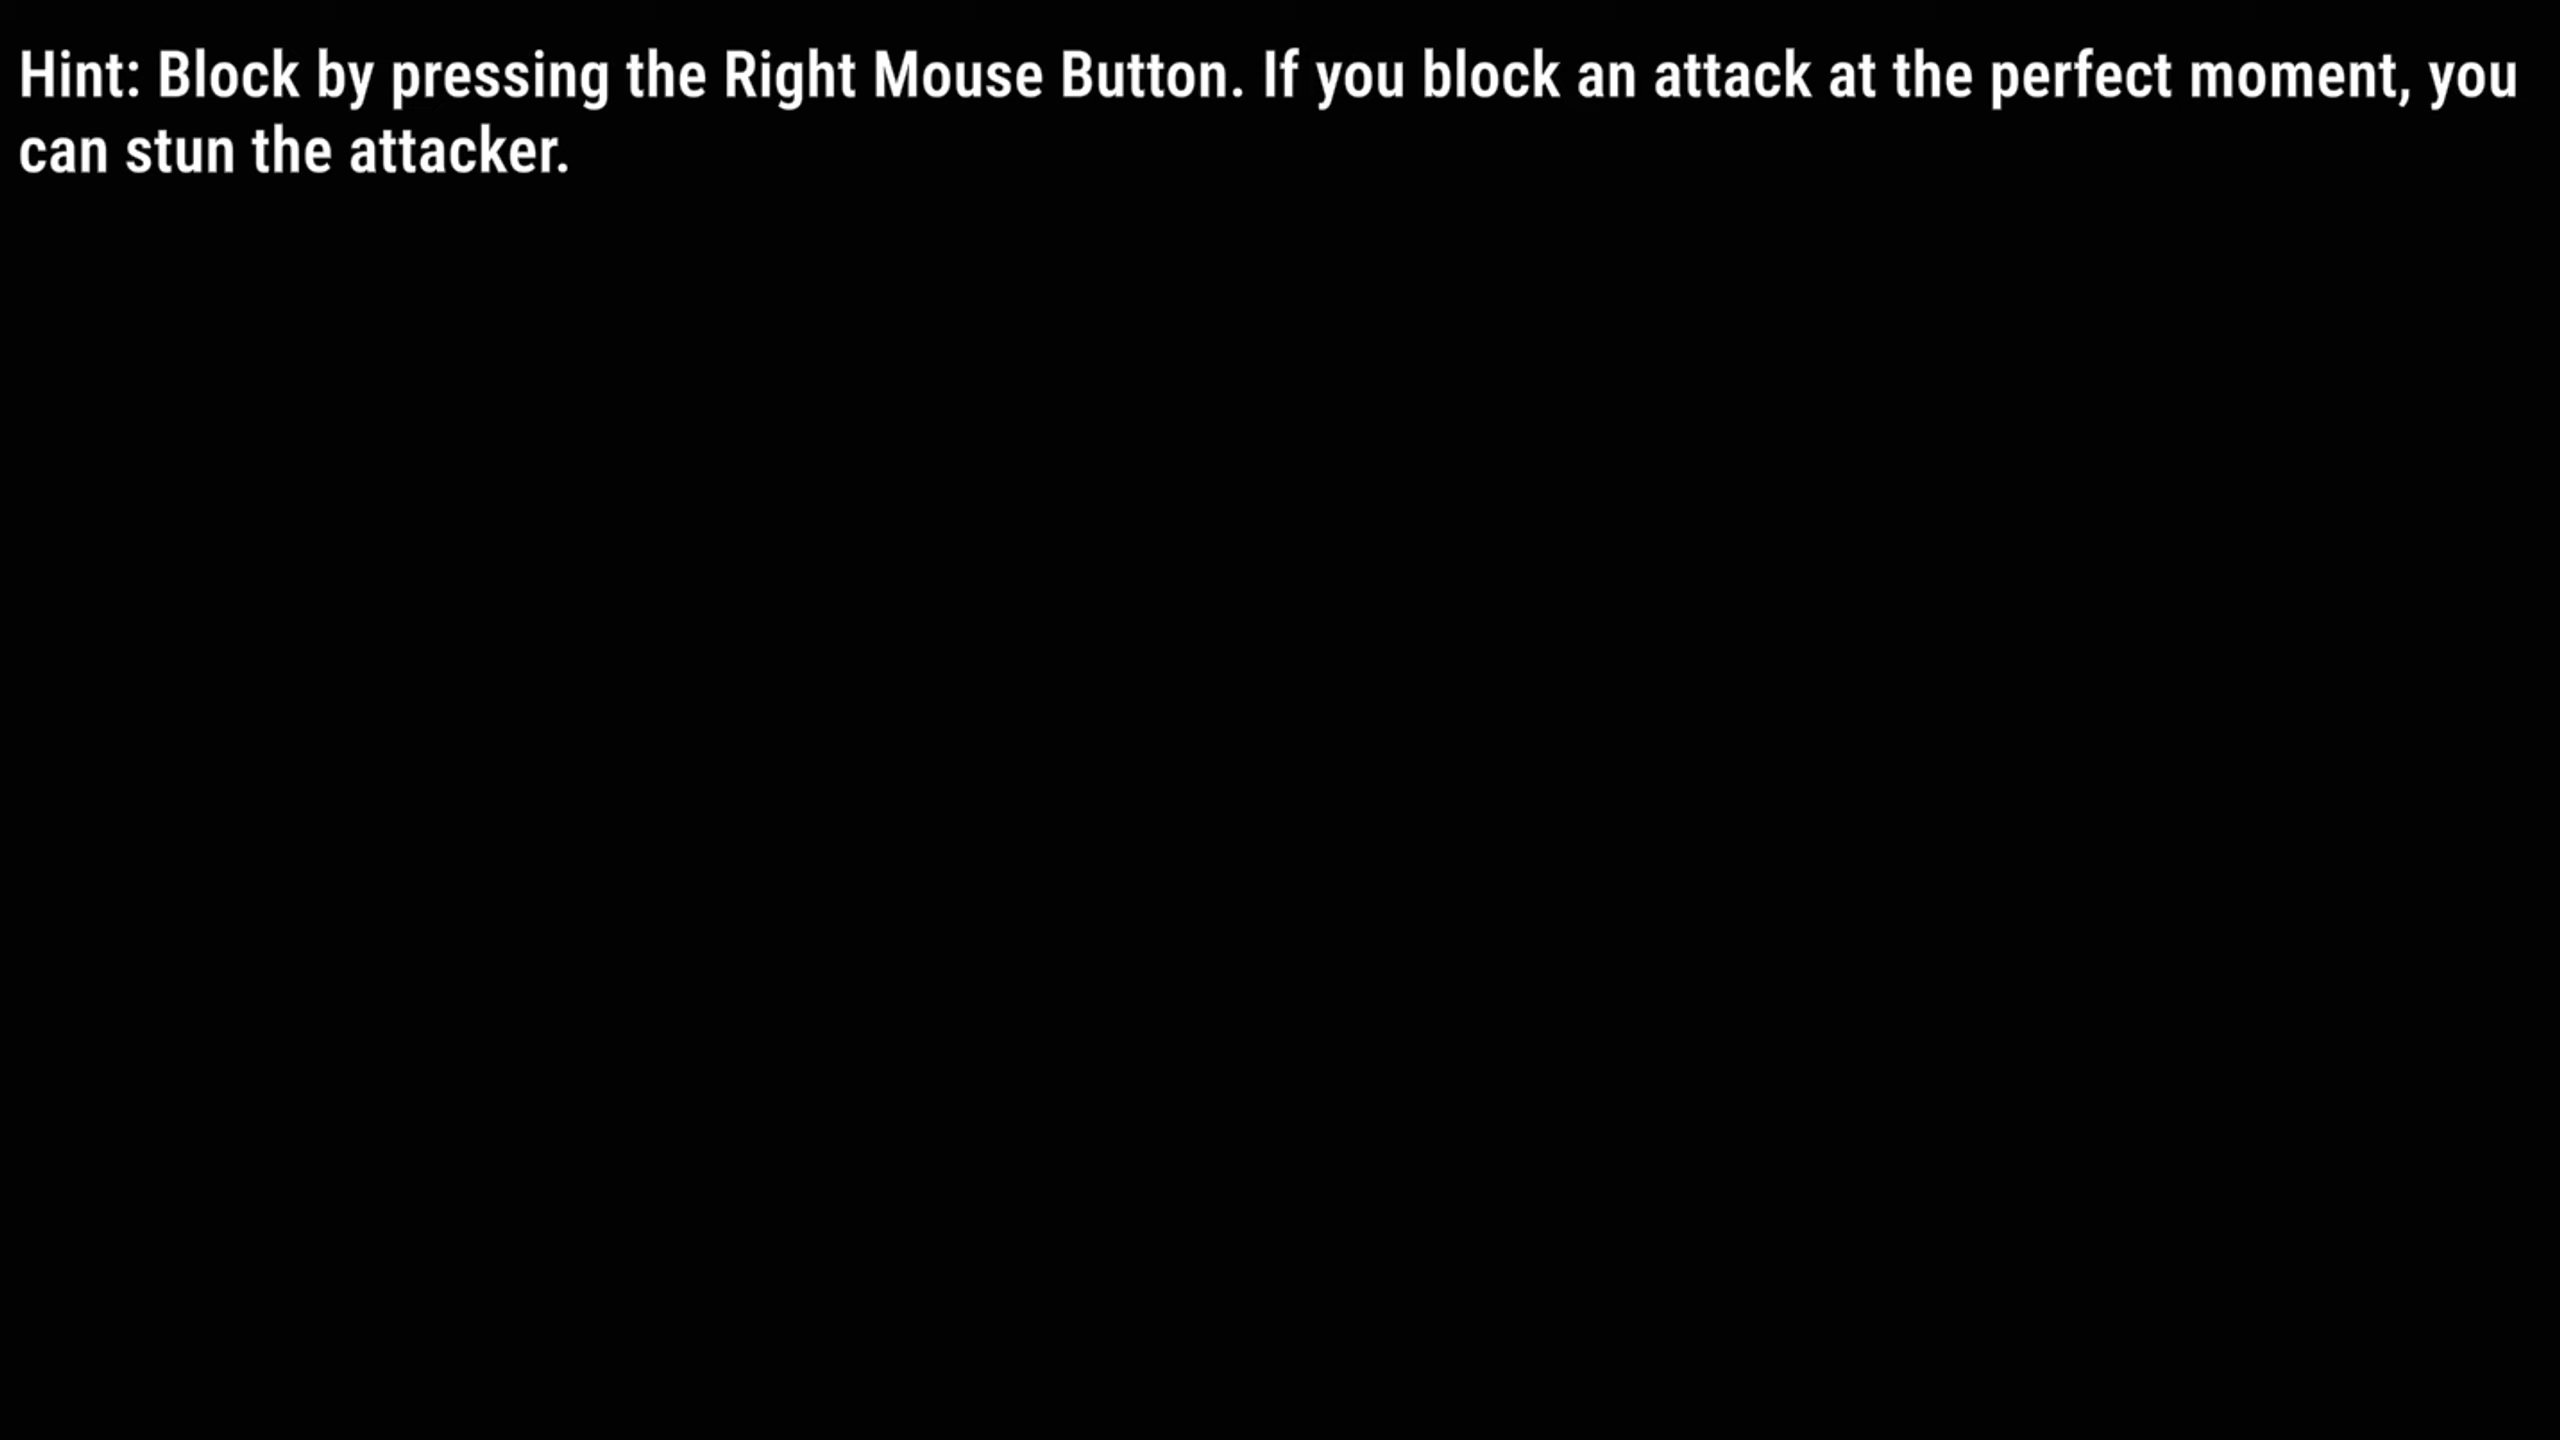 Hint: Block by pressing the Right Mouse Button. If you block an attack at the perfect moment, you
can stun the attacker.